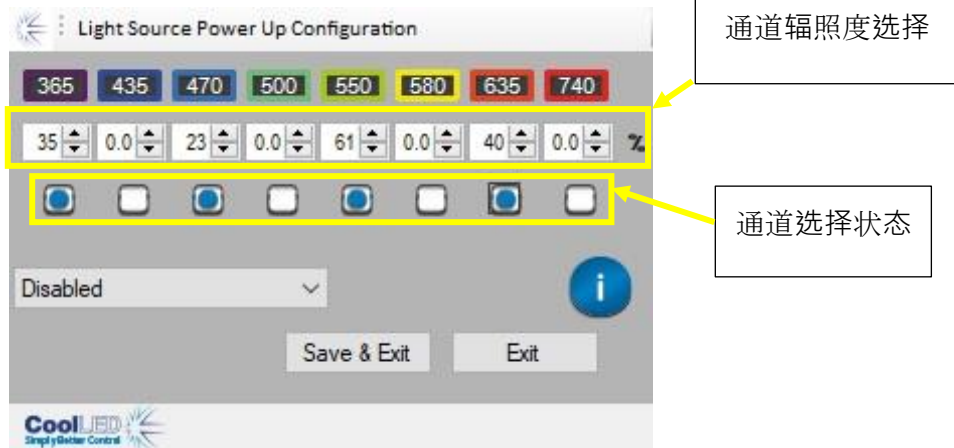 Light Source Power Up Configuration
通道辐照度选择
365 435 470 500 550 580 635 740
35 0.0 23 0.0 61 0.0 40 0.0 %
通道选择状态
Disabled
i
Save & Exit Exit
CoolLED
Simply Better Control